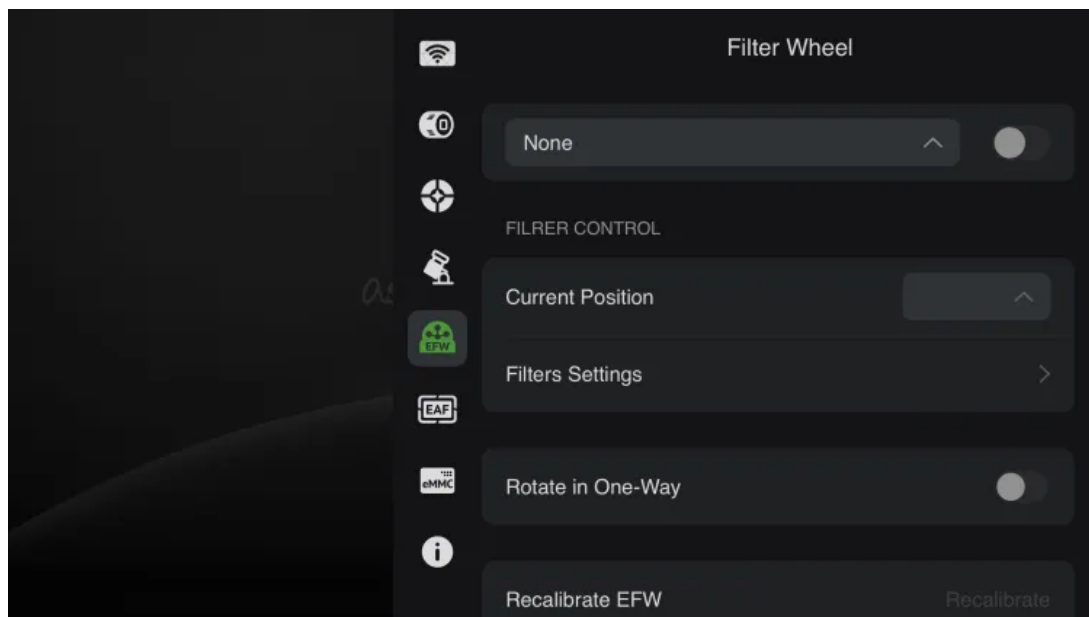 Filter Wheel
None
FILRER CONTROL
Current Position
EFW
Filters Settings
EAF
eMMC
Rotate in One-Way
Recalibrate EFW
Recalibrate